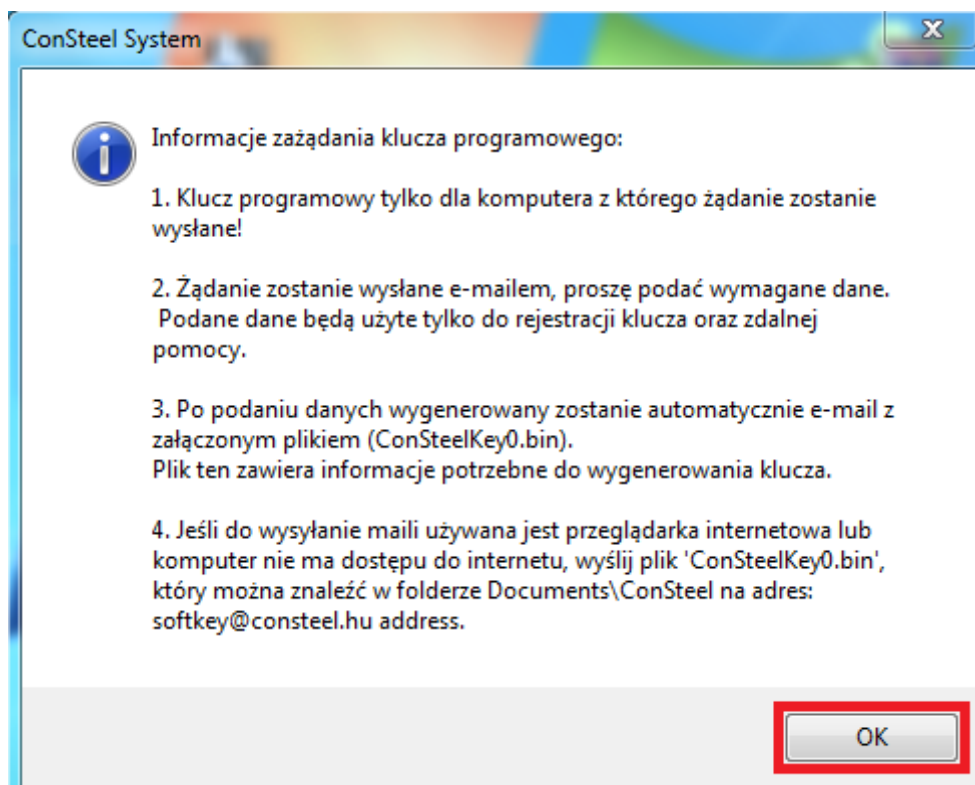 ConSteel System
Informacje zażądania klucza programowego:
1. Klucz programowy tylko dla komputera z którego żądanie zostanie
wysłane!
2. Żądanie zostanie wysłane e-mailem, proszę podać wymagane dane.
Podane dane będą użyte tylko do rejestracji klucza oraz zdalnej
pomocy.
3. Po podaniu danych wygenerowany zostanie automatycznie e-mail z
załączonym plikiem (ConSteelKey0.bin).
Plik ten zawiera informacje potrzebne do wygenerowania klucza.
4. Jeśli do wysyłanie maili używana jest przeglądarka internetowa lub
komputer nie ma dostępu do internetu, wyślij plik 'ConSteelKey0.bin',
który można znaleźć w folderze Documents\ConSteel na adres:
softkey@consteel.hu address.
OK